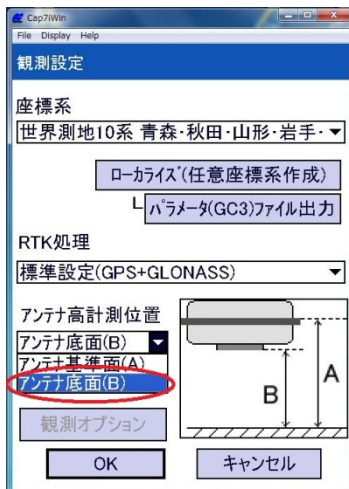 Cap7iWin
File Display Help
観測設定
座標系
世界測地10系 青森・秋田・山形・岩手・
ローカライズ(任意座標系作成)
パラメータ(GC3)ファイル出力
RTK処理
標準設定(GPS+GLONASS)
アンテナ高計測位置
アンテナ底面(B)
アンテナ基準面(A)
アンテナ底面(B)
A
B
観測オプション
OK
キャンセル